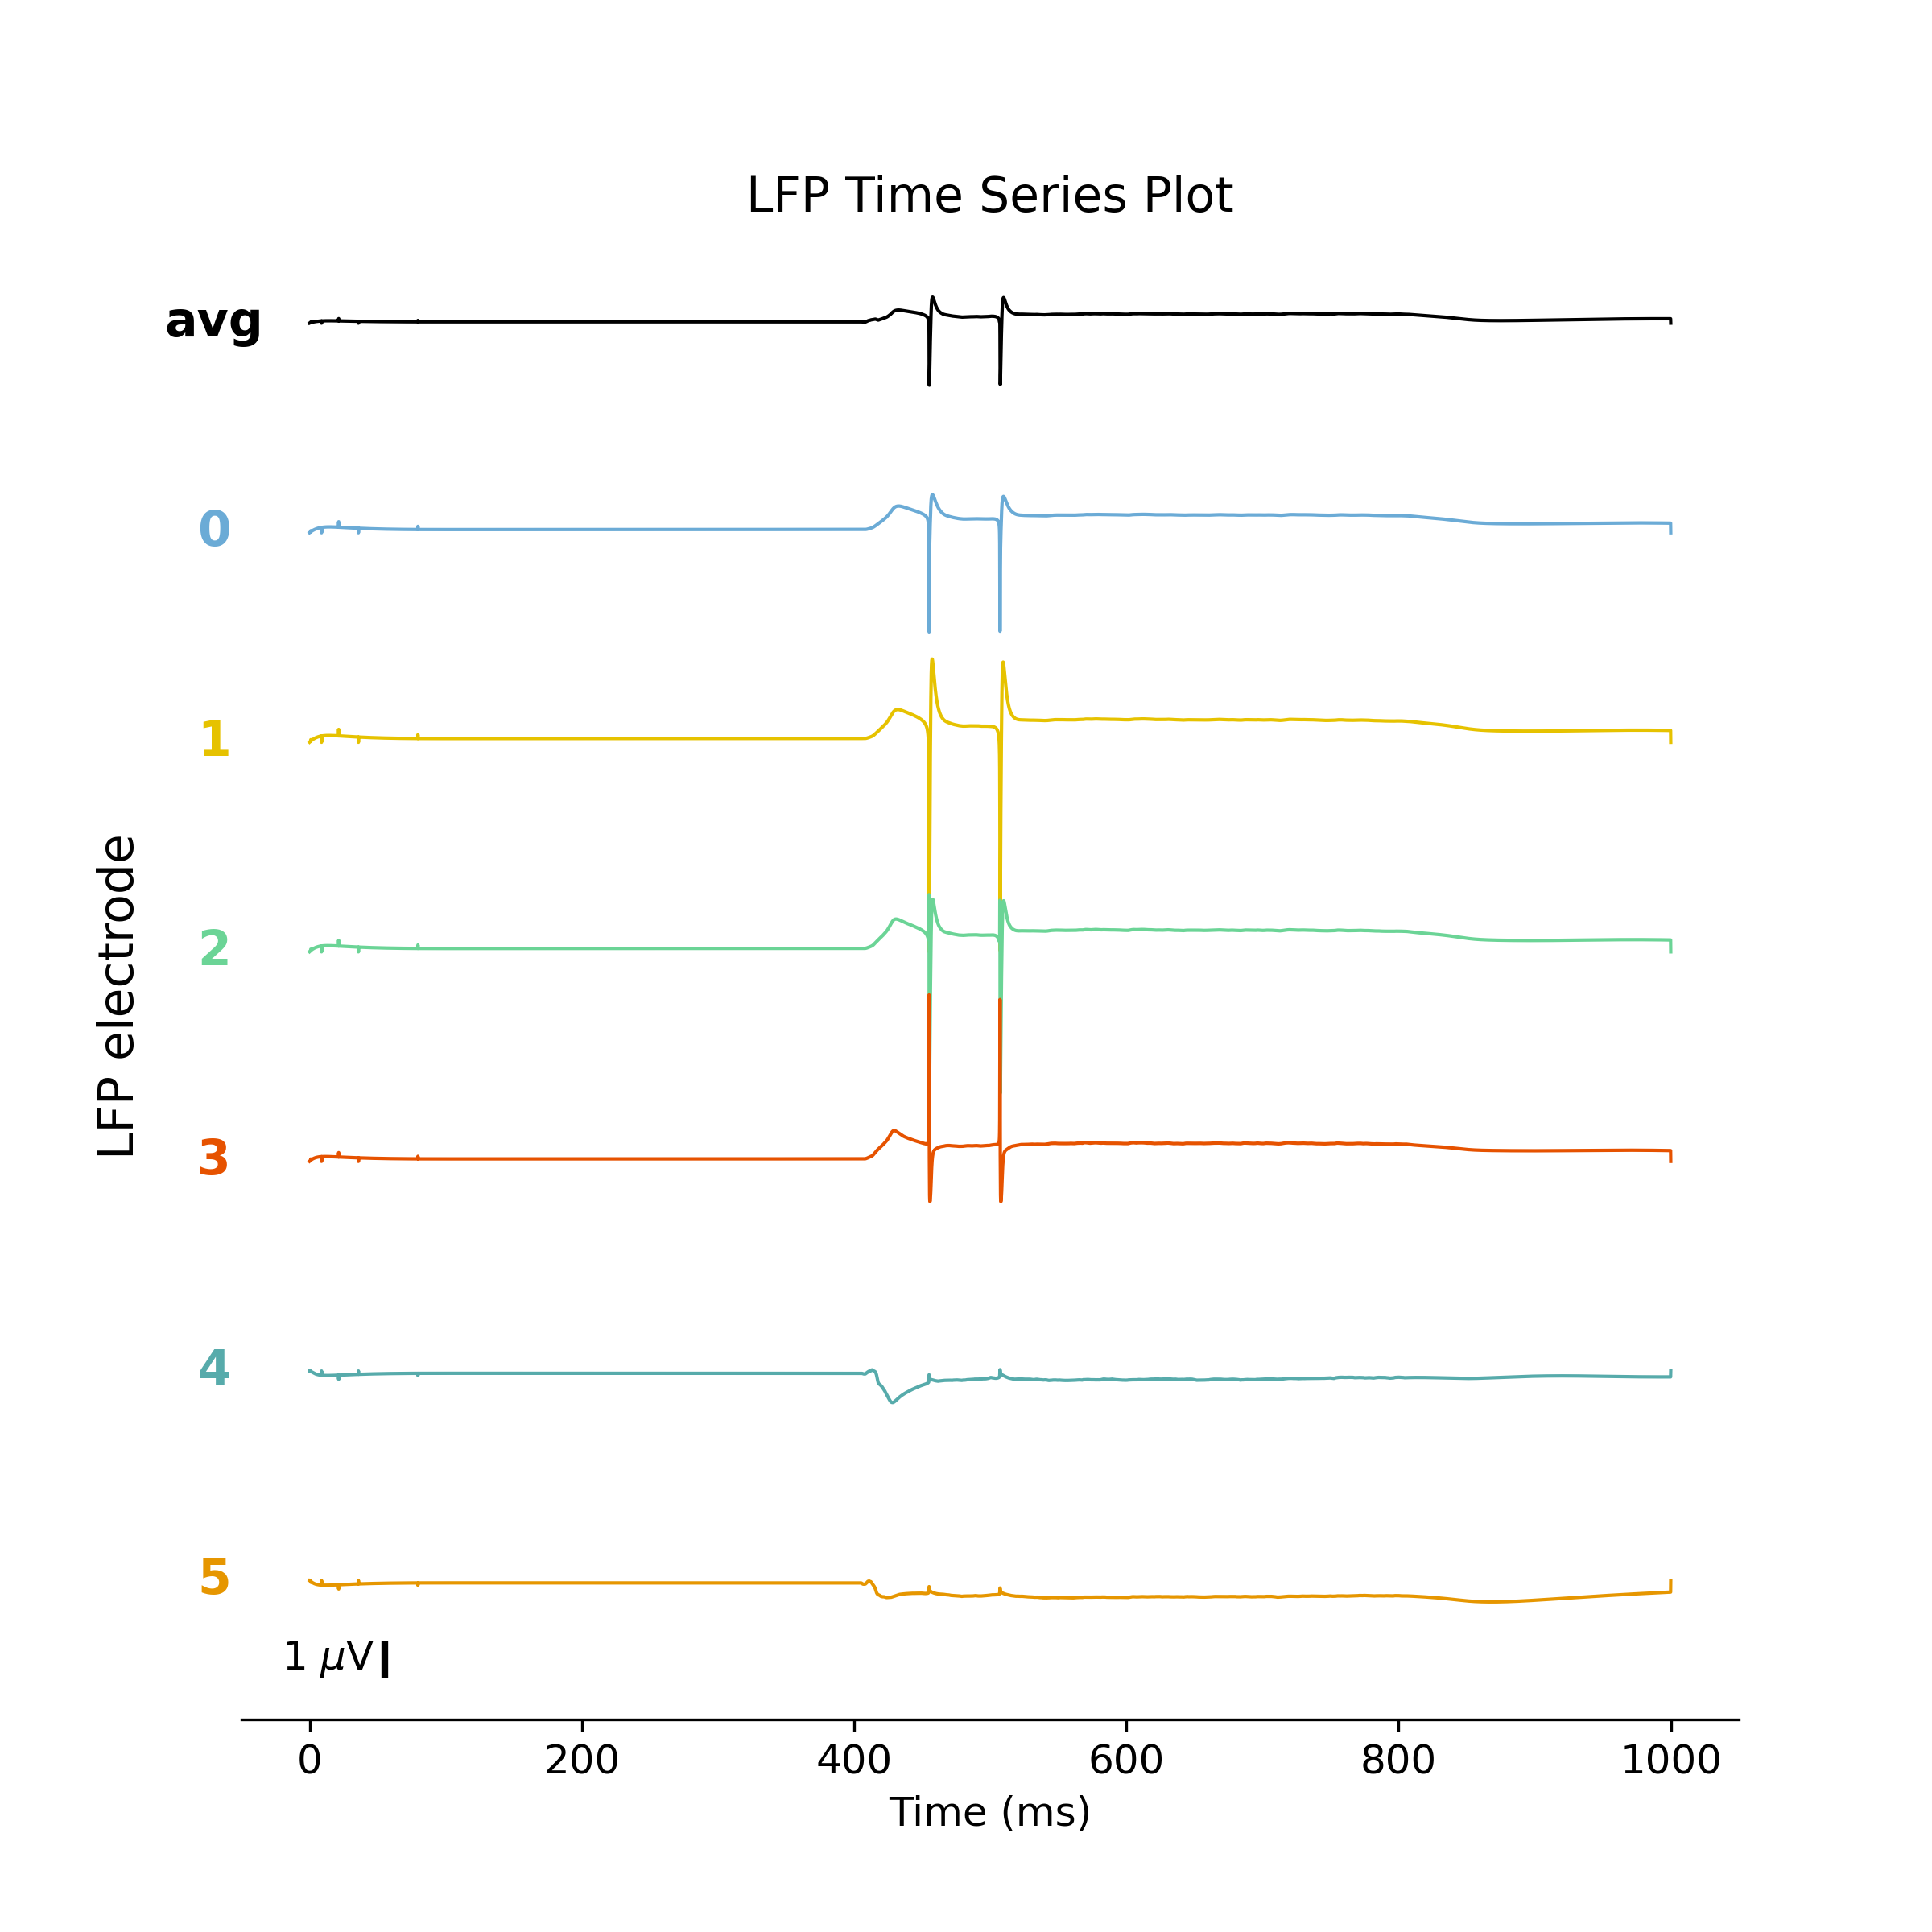 LFP Time Series Plot
avg
0
1
2
3
4
5
LFP electrode
1 μV
0 200 400 600 800 1000
Time (ms)